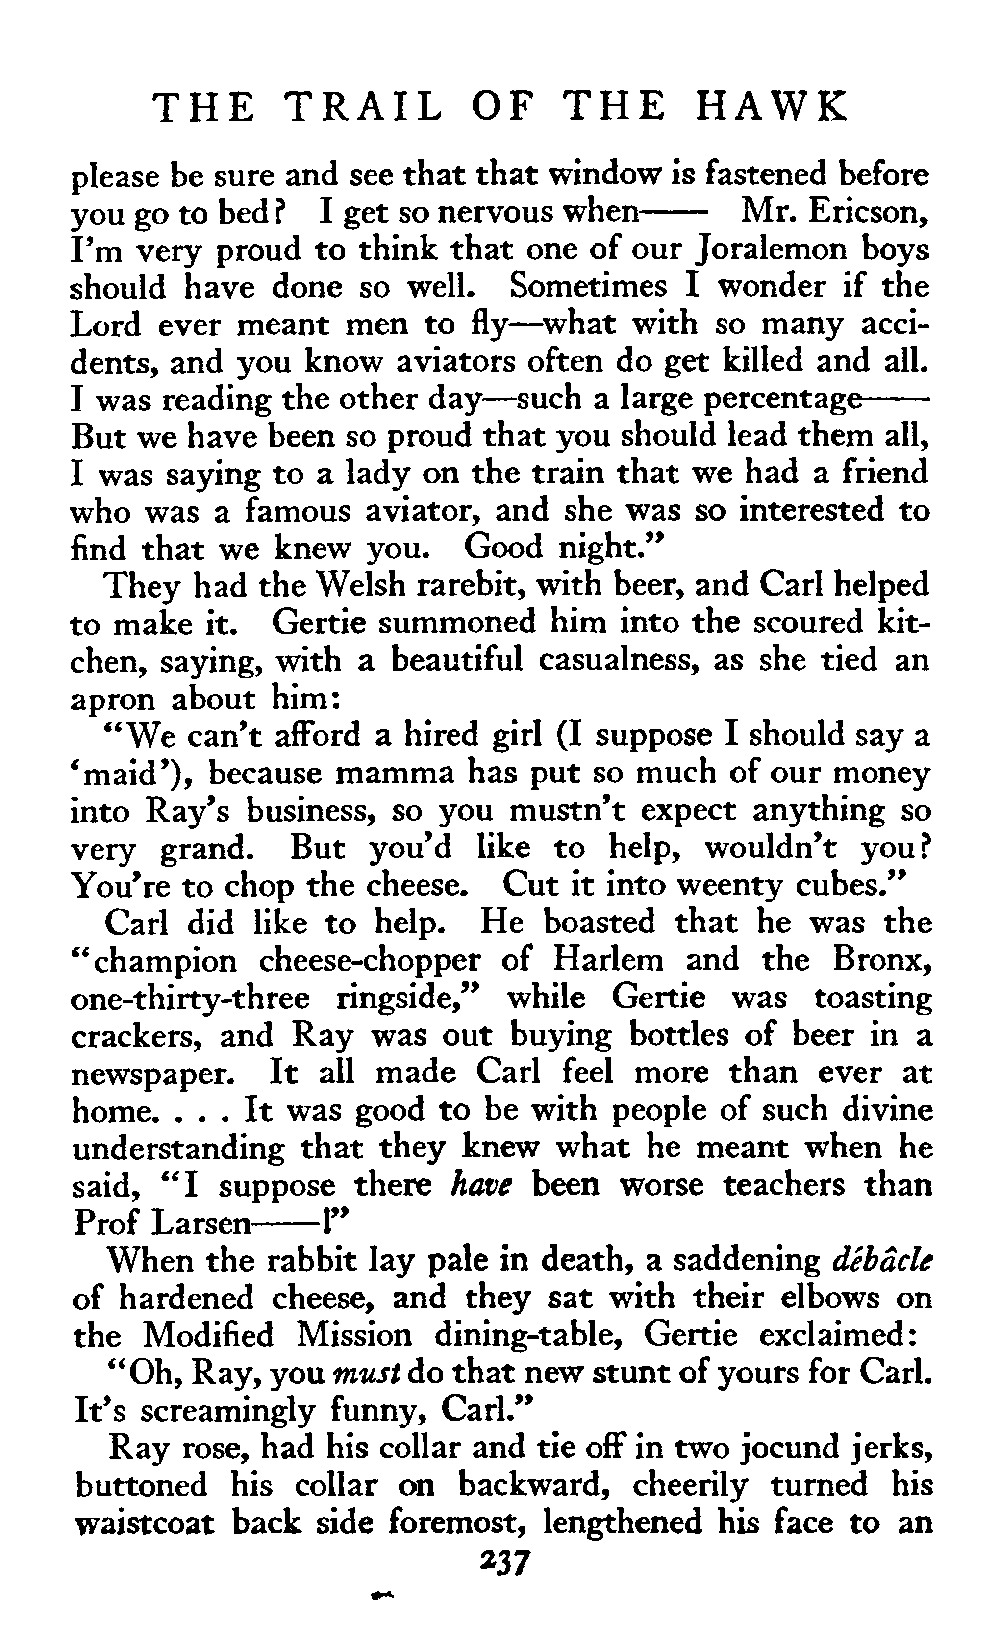 THE TRAIL OF THE HAWK
please be sure and see that that window is fastened before
you go to bed? I get so nervous when—— Mr. Ericson,
I'm very proud to think that one of our Joralemon boys
should have done so well. Sometimes I wonder if the
Lord ever meant men to fly—what with so many acci-
dents, and you know aviators often do get killed and all.
I was reading the other day—such a large percentage——
But we have been so proud that you should lead them all,
I was saying to a lady on the train that we had a friend
who was a famous aviator, and she was so interested to
find that we knew you. Good night."
They had the Welsh rarebit, with beer, and Carl helped
to make it. Gertie summoned him into the scoured kit-
chen, saying, with a beautiful casualness, as she tied an
apron about him:
"We can't afford a hired girl (I suppose I should say a
'maid'), because mamma has put so much of our money
into Ray's business, so you mustn't expect anything so
very grand. But you'd like to help, wouldn't you?
You're to chop the cheese. Cut it into weenty cubes."
Carl did like to help. He boasted that he was the
"champion cheese-chopper of Harlem and the Bronx,
one-thirty-three ringside," while Gertie was toasting
crackers, and Ray was out buying bottles of beer in a
newspaper. It all made Carl feel more than ever at
home. . . . It was good to be with people of such divine
understanding that they knew what he meant when he
said, "I suppose there have been worse teachers than
Prof Larsen——!"
When the rabbit lay pale in death, a saddening débâcle
of hardened cheese, and they sat with their elbows on
the Modified Mission dining-table, Gertie exclaimed:
"Oh, Ray, you must do that new stunt of yours for Carl.
It's screamingly funny, Carl."
Ray rose, had his collar and tie off in two jocund jerks,
buttoned his collar on backward, cheerily turned his
waistcoat back side foremost, lengthened his face to an
237